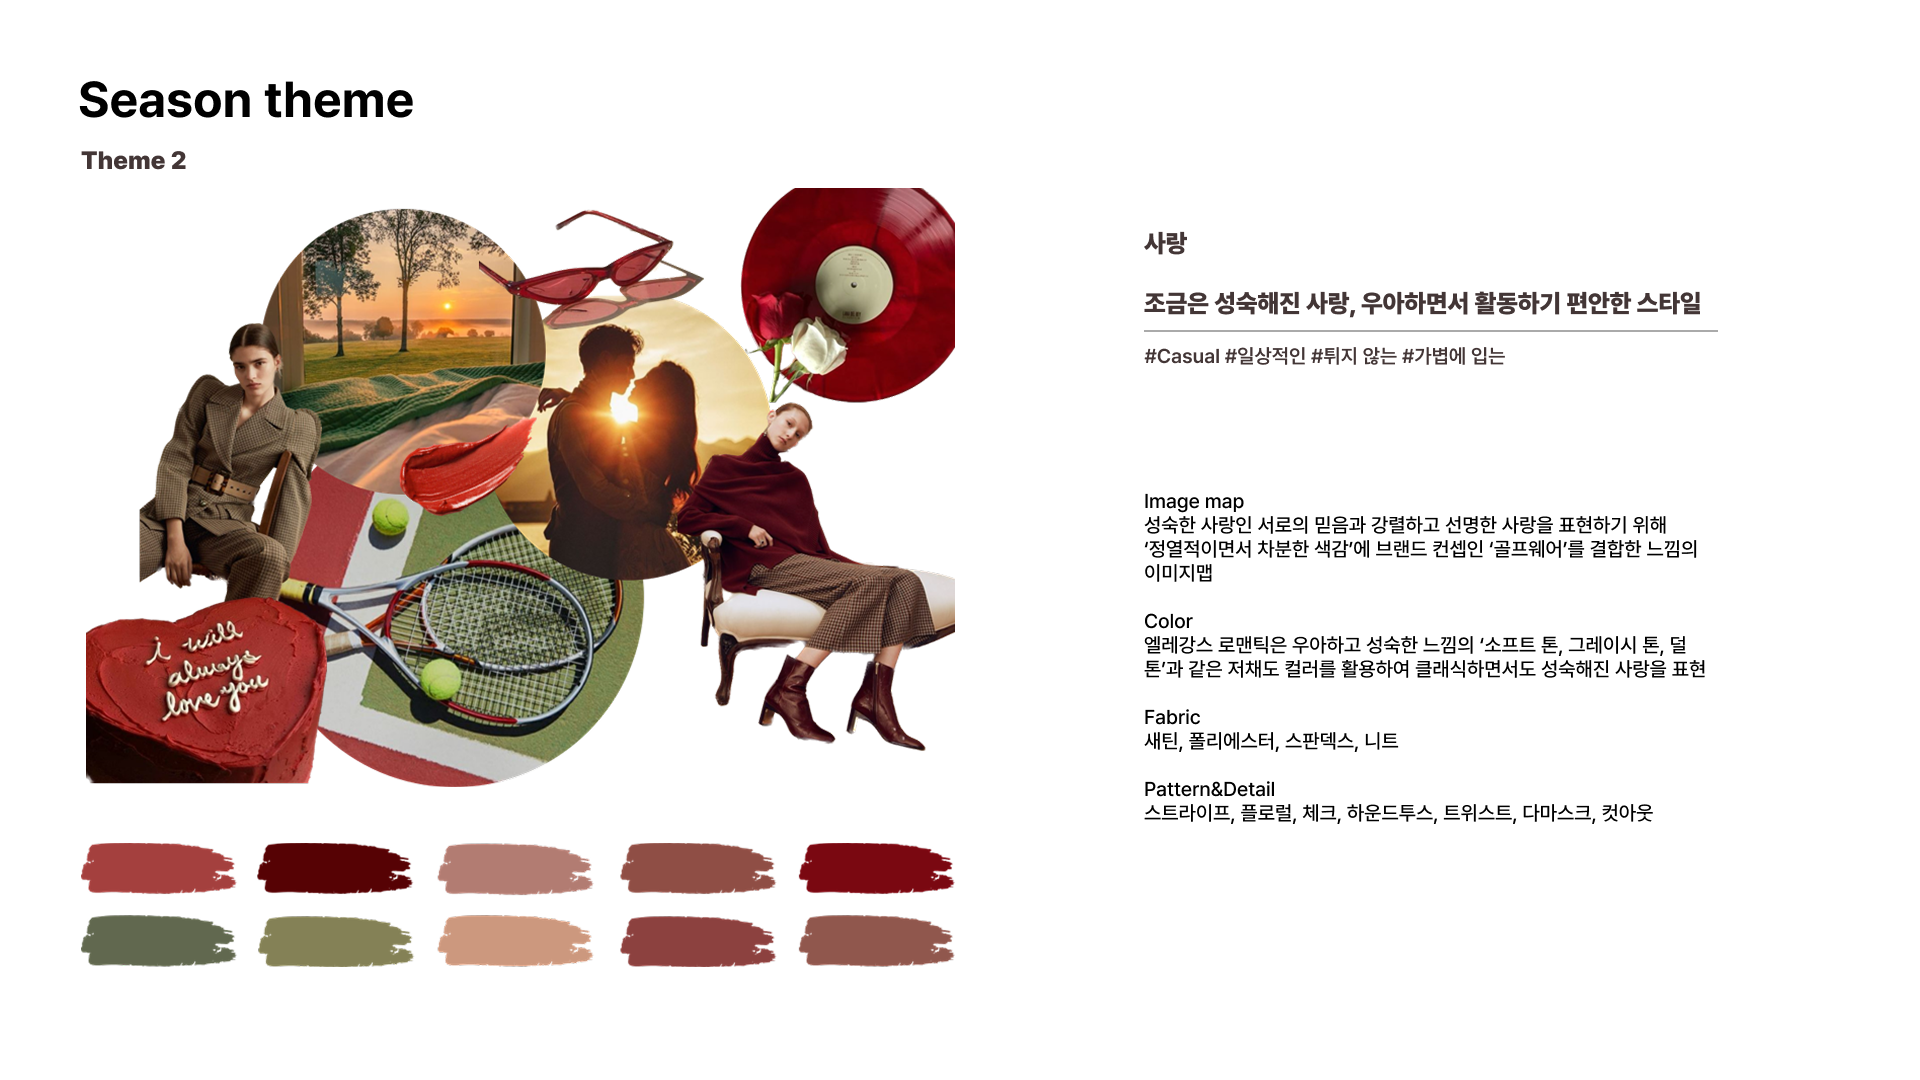 Season theme
Theme 2
i will
always
love you
사랑
조금은 성숙해진 사랑, 우아하면서 활동하기 편안한 스타일
#Casual #일상적인 #튀지 않는 #가볍에 입는
Image map
성숙한 사랑인 서로의 믿음과 강렬하고 선명한 사랑을 표현하기 위해
‘정열적이면서 차분한 색감’에 브랜드 컨셉인 ‘골프웨어’를 결합한 느낌의
이미지맵
Color
엘레강스 로맨틱은 우아하고 성숙한 느낌의 ‘소프트 톤, 그레이시 톤, 덜
톤’과 같은 저채도 컬러를 활용하여 클래식하면서도 성숙해진 사랑을 표현
Fabric
새틴, 폴리에스터, 스판덱스, 니트
Pattern&Detail
스트라이프, 플로럴, 체크, 하운드투스, 트위스트, 다마스크, 컷아웃